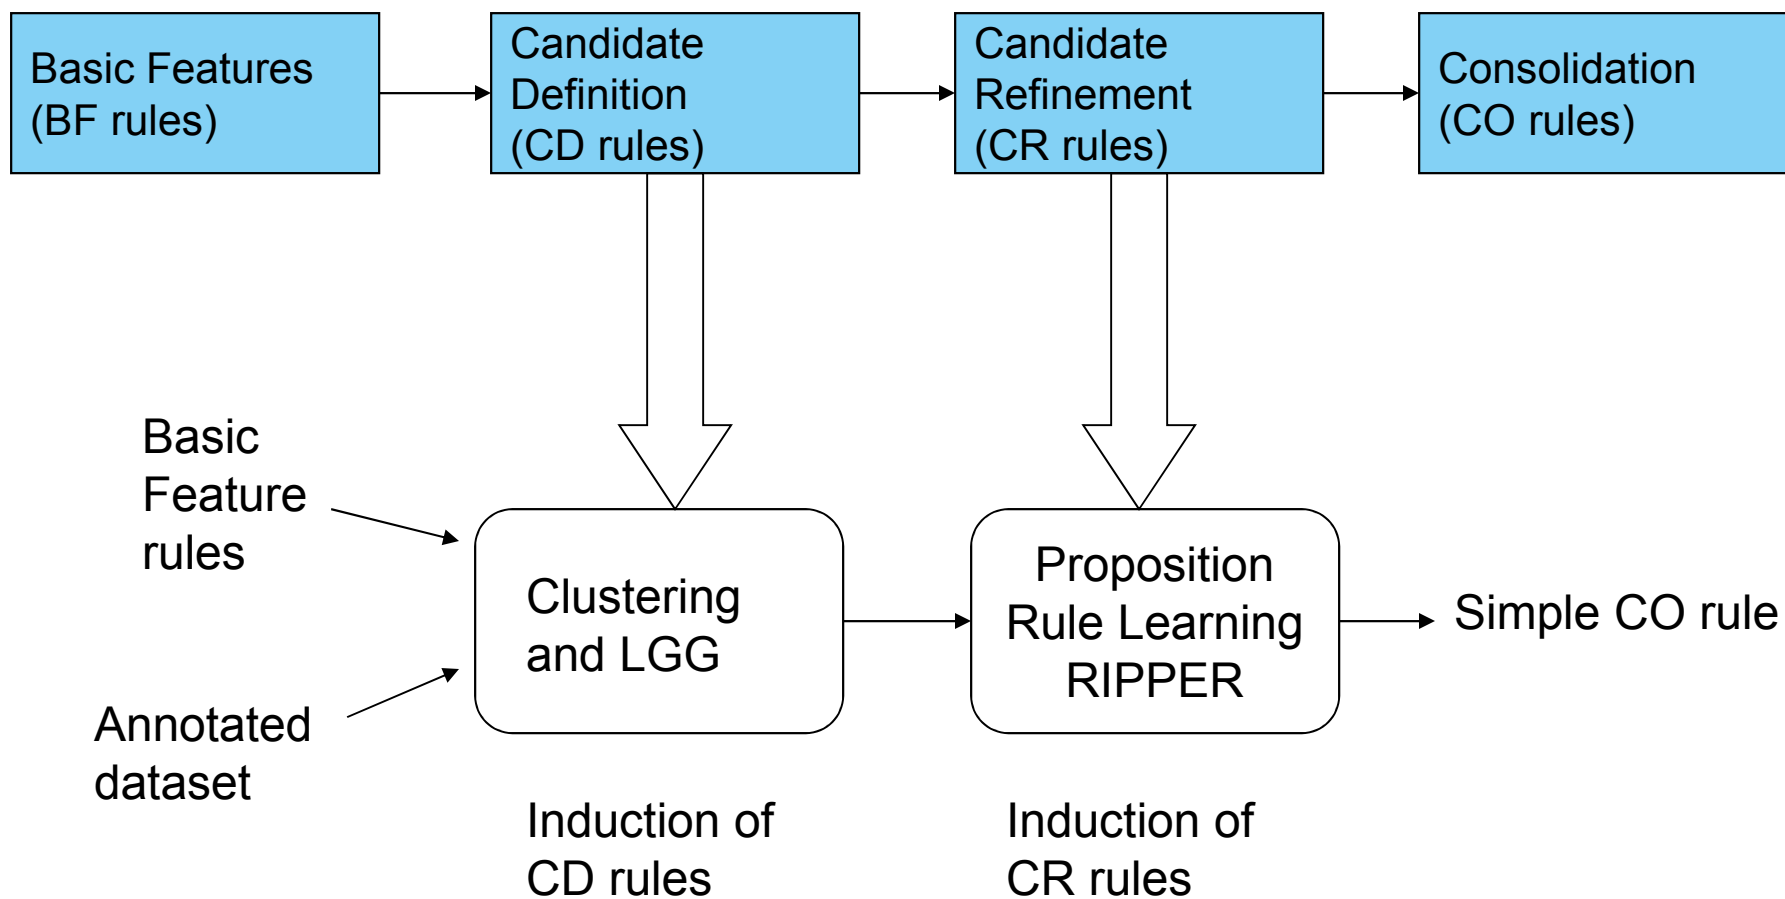 Basic Features
(BF rules)
Candidate
Definition
(CD rules)
Candidate
Refinement
(CR rules)
Consolidation
(CO rules)
Basic
Feature
rules
Annotated
dataset
Clustering
and LGG
Proposition
Rule Learning
RIPPER
Simple CO rule
Induction of
CD rules
Induction of
CR rules